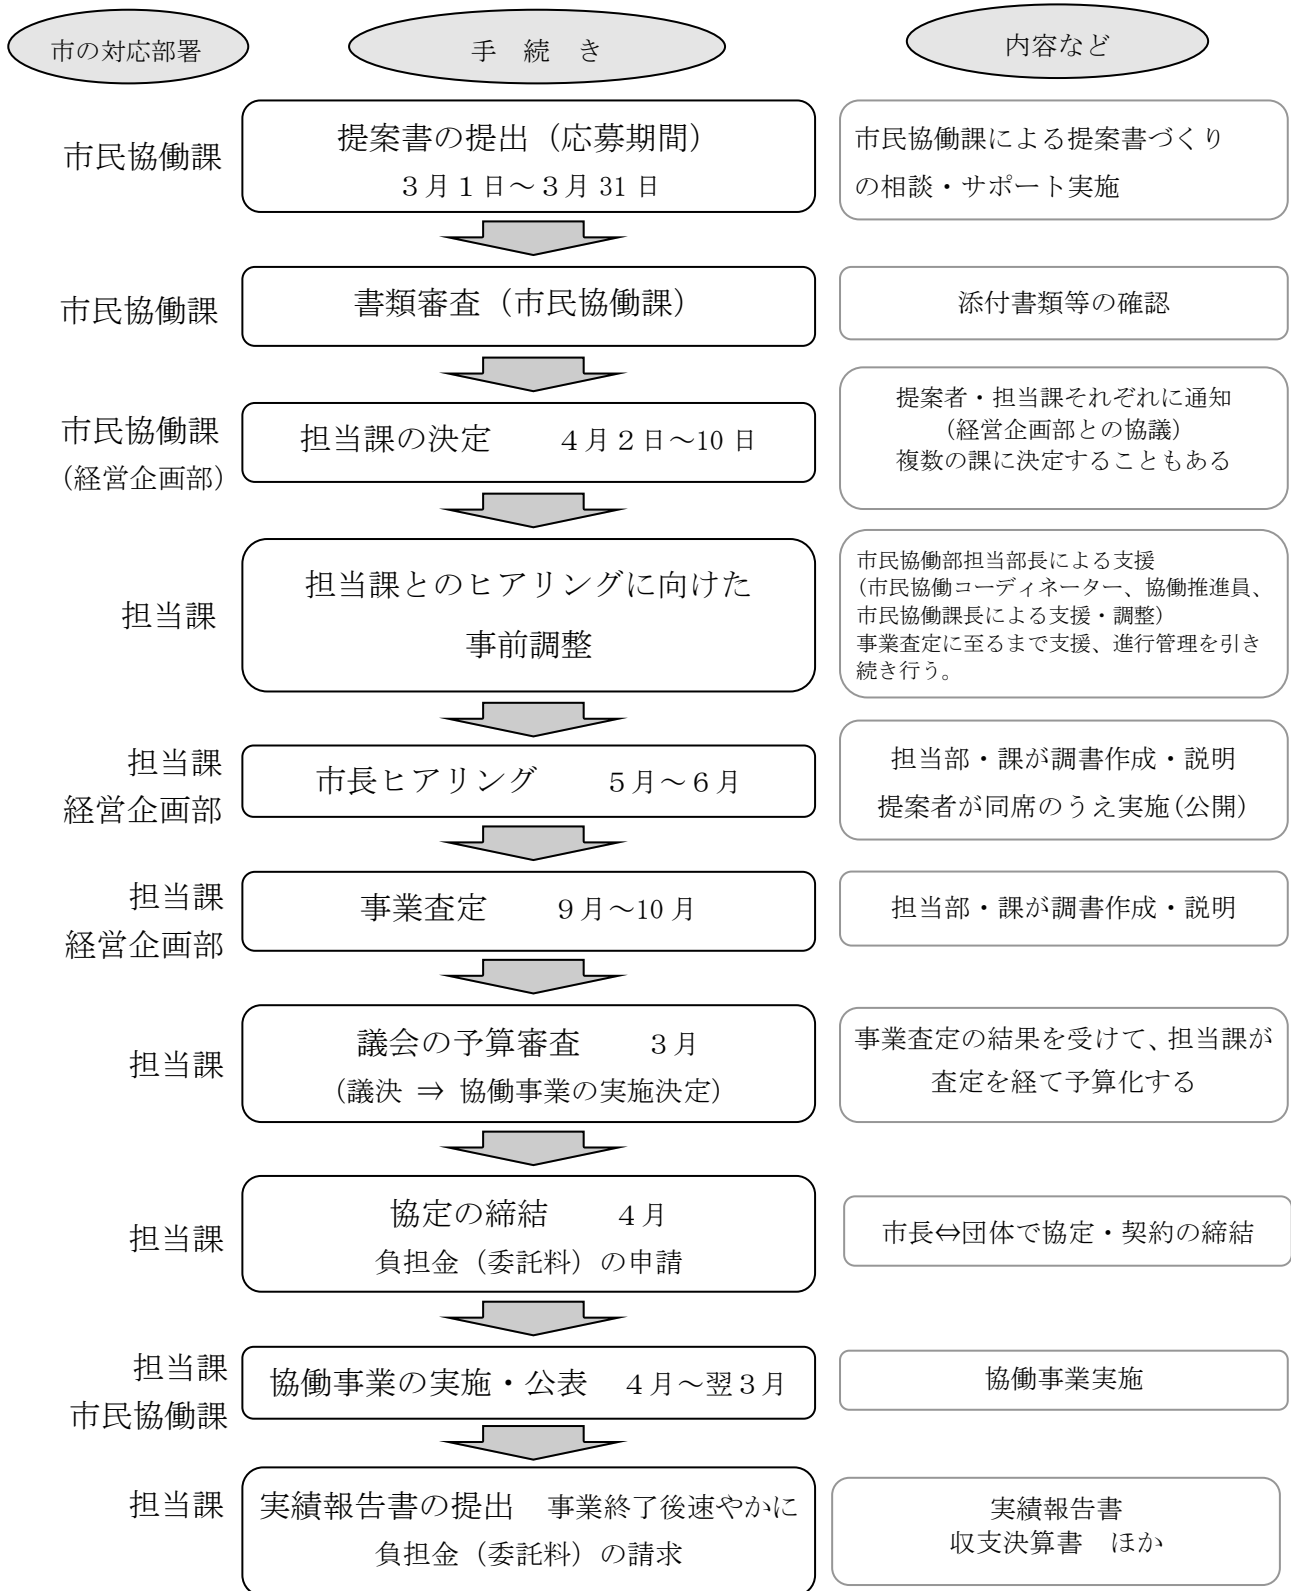 市の対応部署
手 続 き
内容など
市民協働課
提案書の提出（応募期間）
３月１日～３月 31 日
市民協働課による提案書づくり
の相談・サポート実施
市民協働課
書類審査（市民協働課）
添付書類等の確認
市民協働課
（経営企画部）
担当課の決定　　４月２日～10 日
提案者・担当課それぞれに通知
（経営企画部との協議）
複数の課に決定することもある
担当課
担当課とのヒアリングに向けた
事前調整
市民協働部担当部長による支援
（市民協働コーディネーター、協働推進員、
市民協働課長による支援・調整）
事業査定に至るまで支援、進行管理を引き
続き行う。
担当課
経営企画部
市長ヒアリング　　５月～６月
担当部・課が調書作成・説明
提案者が同席のうえ実施(公開)
担当課
経営企画部
事業査定　　９月～10 月
担当部・課が調書作成・説明
担当課
議会の予算審査　　３月
（議決 ⇒ 協働事業の実施決定）
事業査定の結果を受けて、担当課が
査定を経て予算化する
担当課
協定の締結　　４月
負担金（委託料）の申請
市長⇔団体で協定・契約の締結
担当課
市民協働課
協働事業の実施・公表　４月～翌３月
協働事業実施
担当課
実績報告書の提出　事業終了後速やかに
負担金（委託料）の請求
実績報告書
収支決算書　ほか